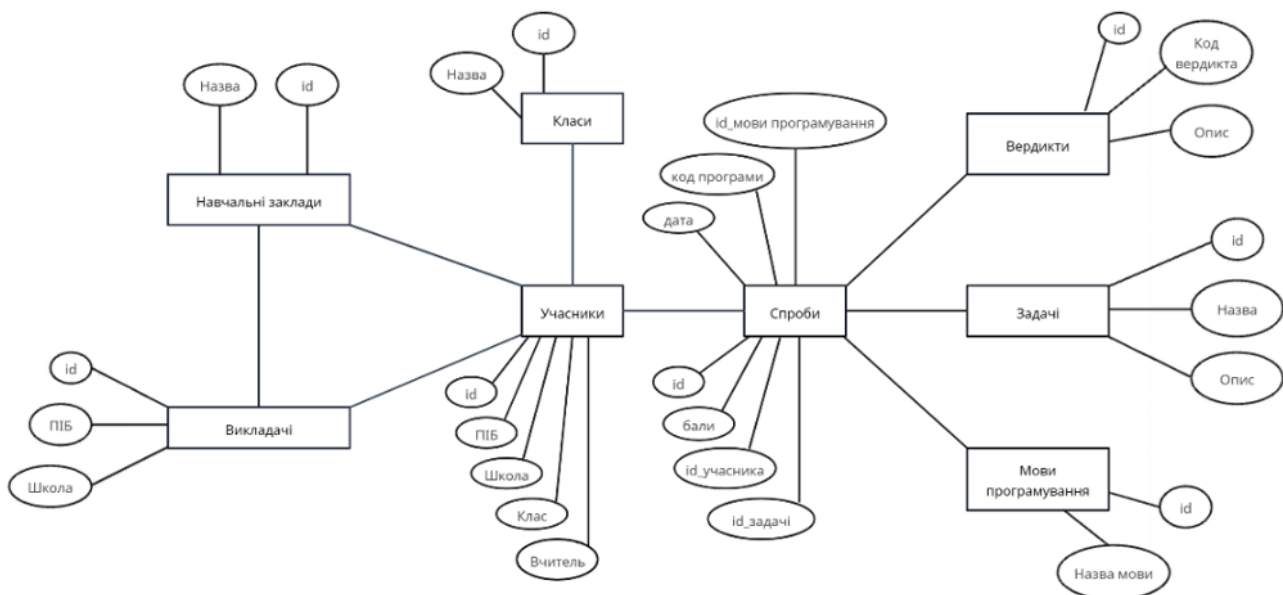 id
id
Код
вердикта
Назва
Назва
id
Класи
id_мови програмування
Опис
Вердикти
код програми
Навчальні заклади
дата
id
Учасники
Спроби
Задачі
Назва
id
id
id
Опис
ПІБ
Викладачі
ПІБ
бали
Школа
id_учасника
Мови
програмування
Школа
Клас
id_задачі
id
Вчитель
Назва мови